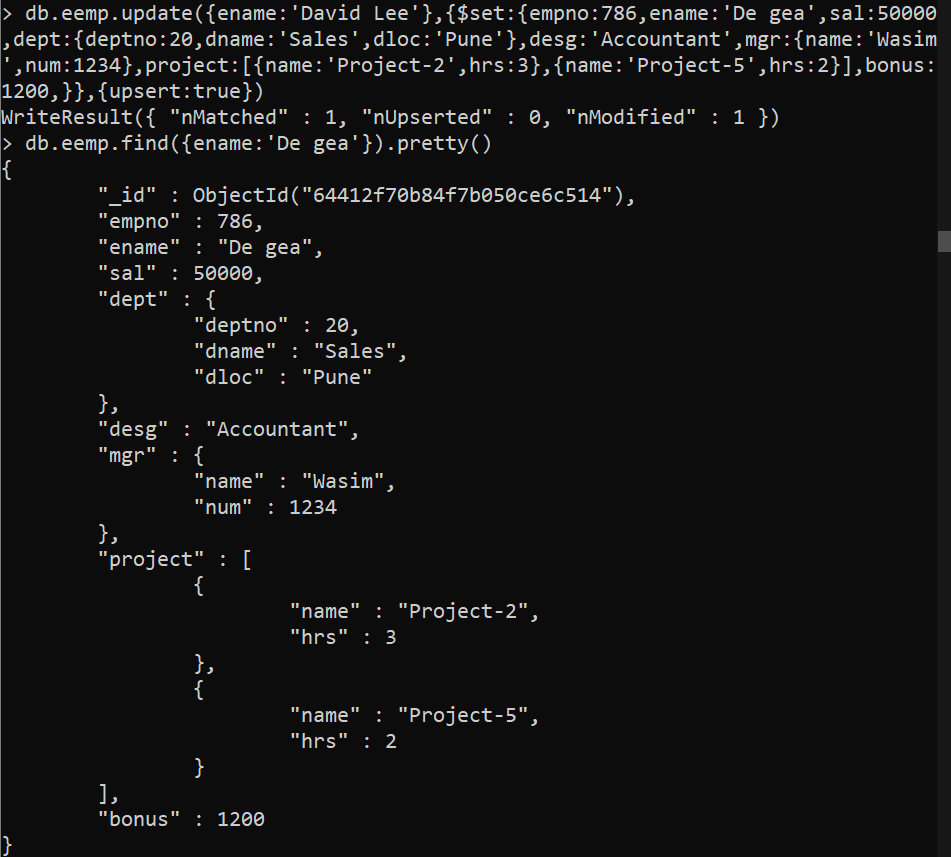 > db.eemp.update({ename:'David Lee'},{$set:{empno:786,ename:'De gea',sal:50000
,dept:{deptno:20,dname:'Sales',dloc:'Pune'},desg:'Accountant',mgr:{name:'Wasim
',num:1234},project:[{name:'Project-2',hrs:3},{name:'Project-5',hrs:2}],bonus:
1200,}},{upsert:true})
WriteResult({ "nMatched" : 1, "nUpserted" : 0, "nModified" : 1 })
> db.eemp.find({ename:'De gea'}).pretty()
{
        "_id" : ObjectId("64412f70b84f7b050ce6c514"),
        "empno" : 786,
        "ename" : "De gea",
        "sal" : 50000,
        "dept" : {
                "deptno" : 20,
                "dname" : "Sales",
                "dloc" : "Pune"
        },
        "desg" : "Accountant",
        "mgr" : {
                "name" : "Wasim",
                "num" : 1234
        },
        "project" : [
                {
                        "name" : "Project-2",
                        "hrs" : 3
                },
                {
                        "name" : "Project-5",
                        "hrs" : 2
                }
        ],
        "bonus" : 1200
}